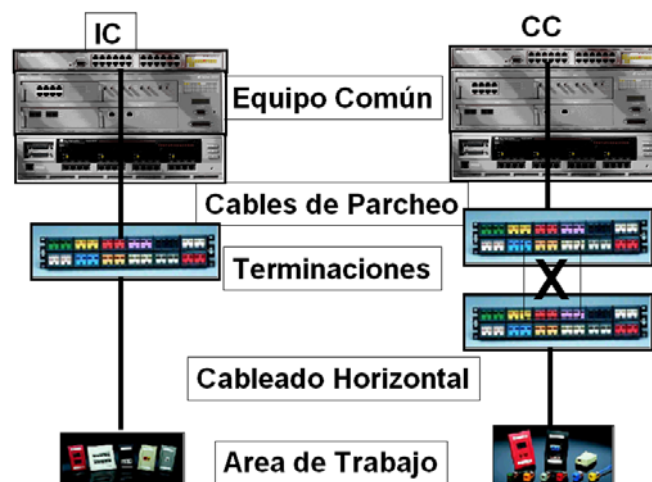 IC
CC
Equipo Común
Cables de Parcheo
Terminaciones
X
Cableado Horizontal
Area de Trabajo